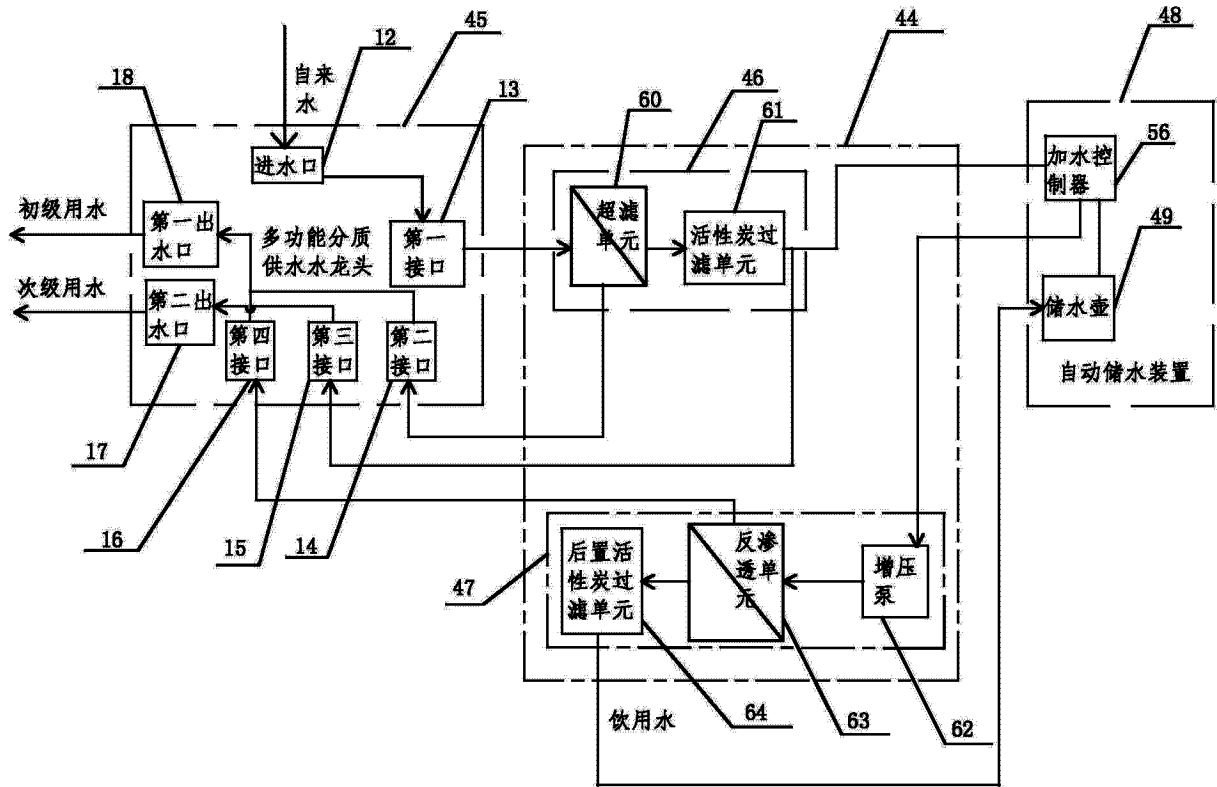 45
44
48
12
18
自来
水
13
60
46
61
56
进水口
加水控
制器
初级用水
第一出
水口
多功能分质
供水水龙头
第一
接口
超滤
单元
活性炭过
滤单元
49
次级用水
第二出
水口
第四
接口
第三
接口
第二
接口
储水壶
自动储水装置
17
16
15
14
47
后置活
性炭过
滤单元
反渗
透单
元
增压
泵
饮用水
64
63
62